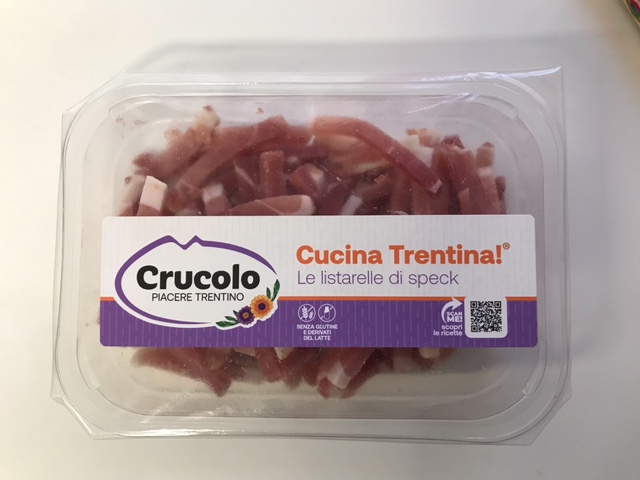 Crucolo
PIACERE TRENTINO
Cucina Trentina!®
Le listarelle di speck
SENZA GLUTINE
E DERIVATI
DEL LATTE
SCAN
ME!
scopri
le ricette